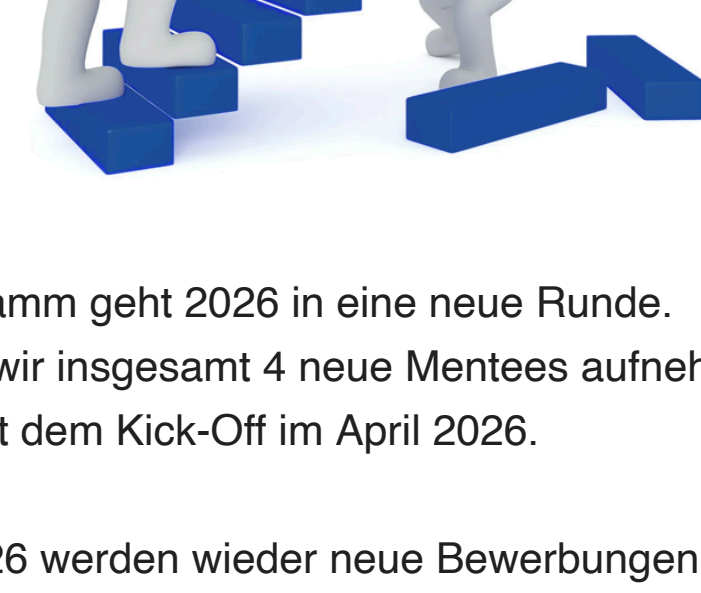 amm geht 2026 in eine neue Runde.
wir insgesamt 4 neue Mentees aufneh
t dem Kick-Off im April 2026.
26 werden wieder neue Bewerbungen